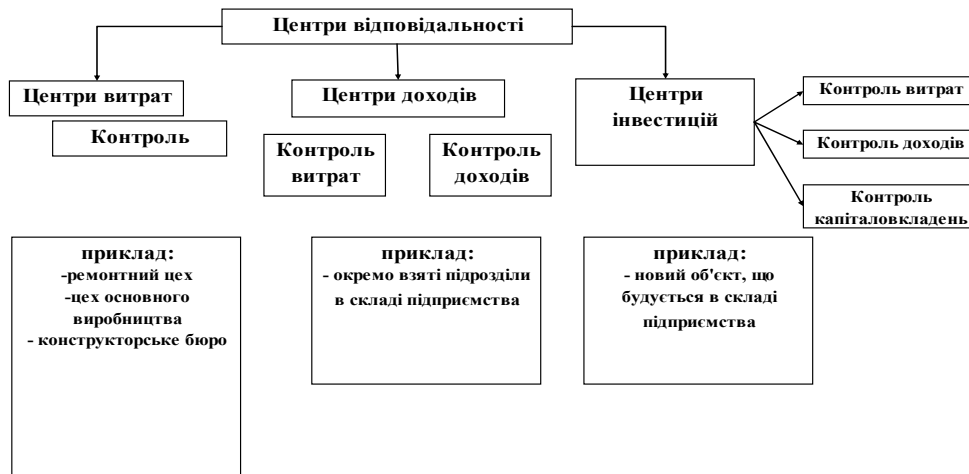 Центри відповідальності
Центри витрат
Контроль
Центри доходів
Контроль
витрат
Контроль
доходів
Центри
інвестицій
Контроль витрат
Контроль доходів
Контроль
капіталовкладень
приклад:
-ремонтний цех
-цех основного
виробництва
- конструкторське бюро
приклад:
- окремо взяті підрозділи
в складі підприємства
приклад:
- новий об'єкт, що
будується в складі
підприємства